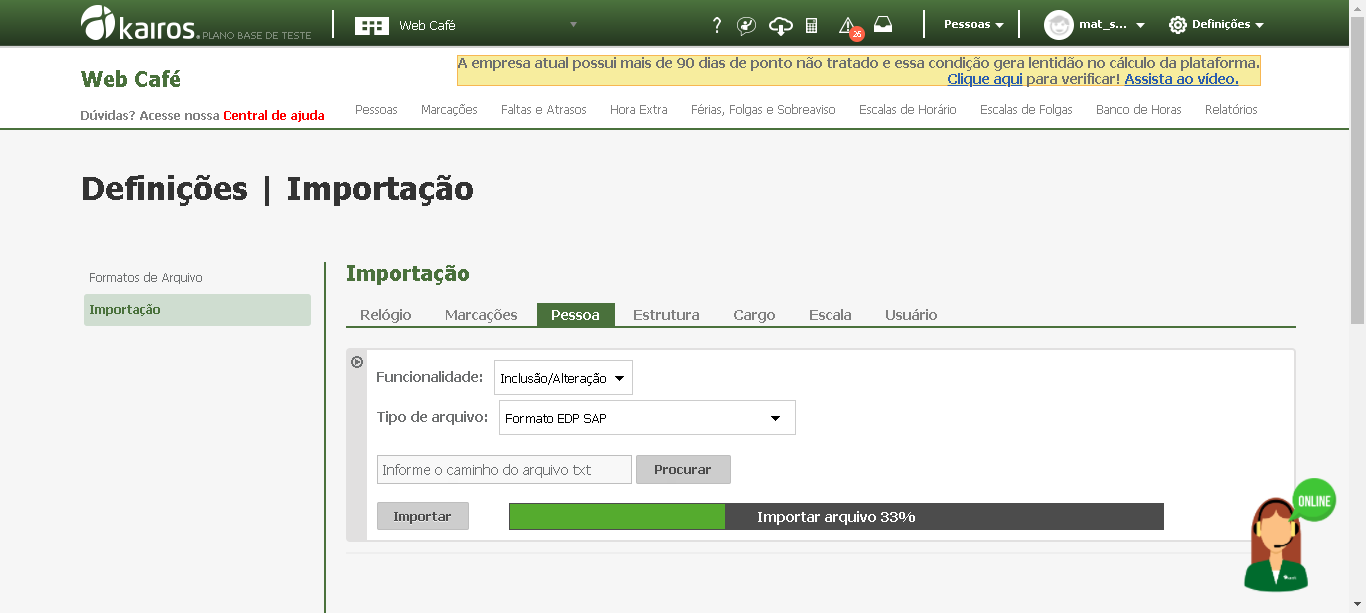 kairos. PLANO BASE DE TESTE
Web Café
?
26
Pessoas
mat_s...
Definições
Web Café
A empresa atual possui mais de 90 dias de ponto não tratado e essa condição gera lentidão no cálculo da plataforma.
Clique aqui para verificar! Assista ao vídeo.
Dúvidas? Acesse nossa Central de ajuda
Pessoas Marcações Faltas e Atrasos Hora Extra Férias, Folgas e Sobreaviso Escalas de Horário Escalas de Folgas Banco de Horas Relatórios
Definições | Importação
Formatos de Arquivo
Importação
Importação
Relógio Marcações Pessoa Estrutura Cargo Escala Usuário
Funcionalidade: Inclusão/Alteração
Tipo de arquivo: Formato EDP SAP
Informe o caminho do arquivo txt Procurar
Importar Importar arquivo 33%
ONLINE